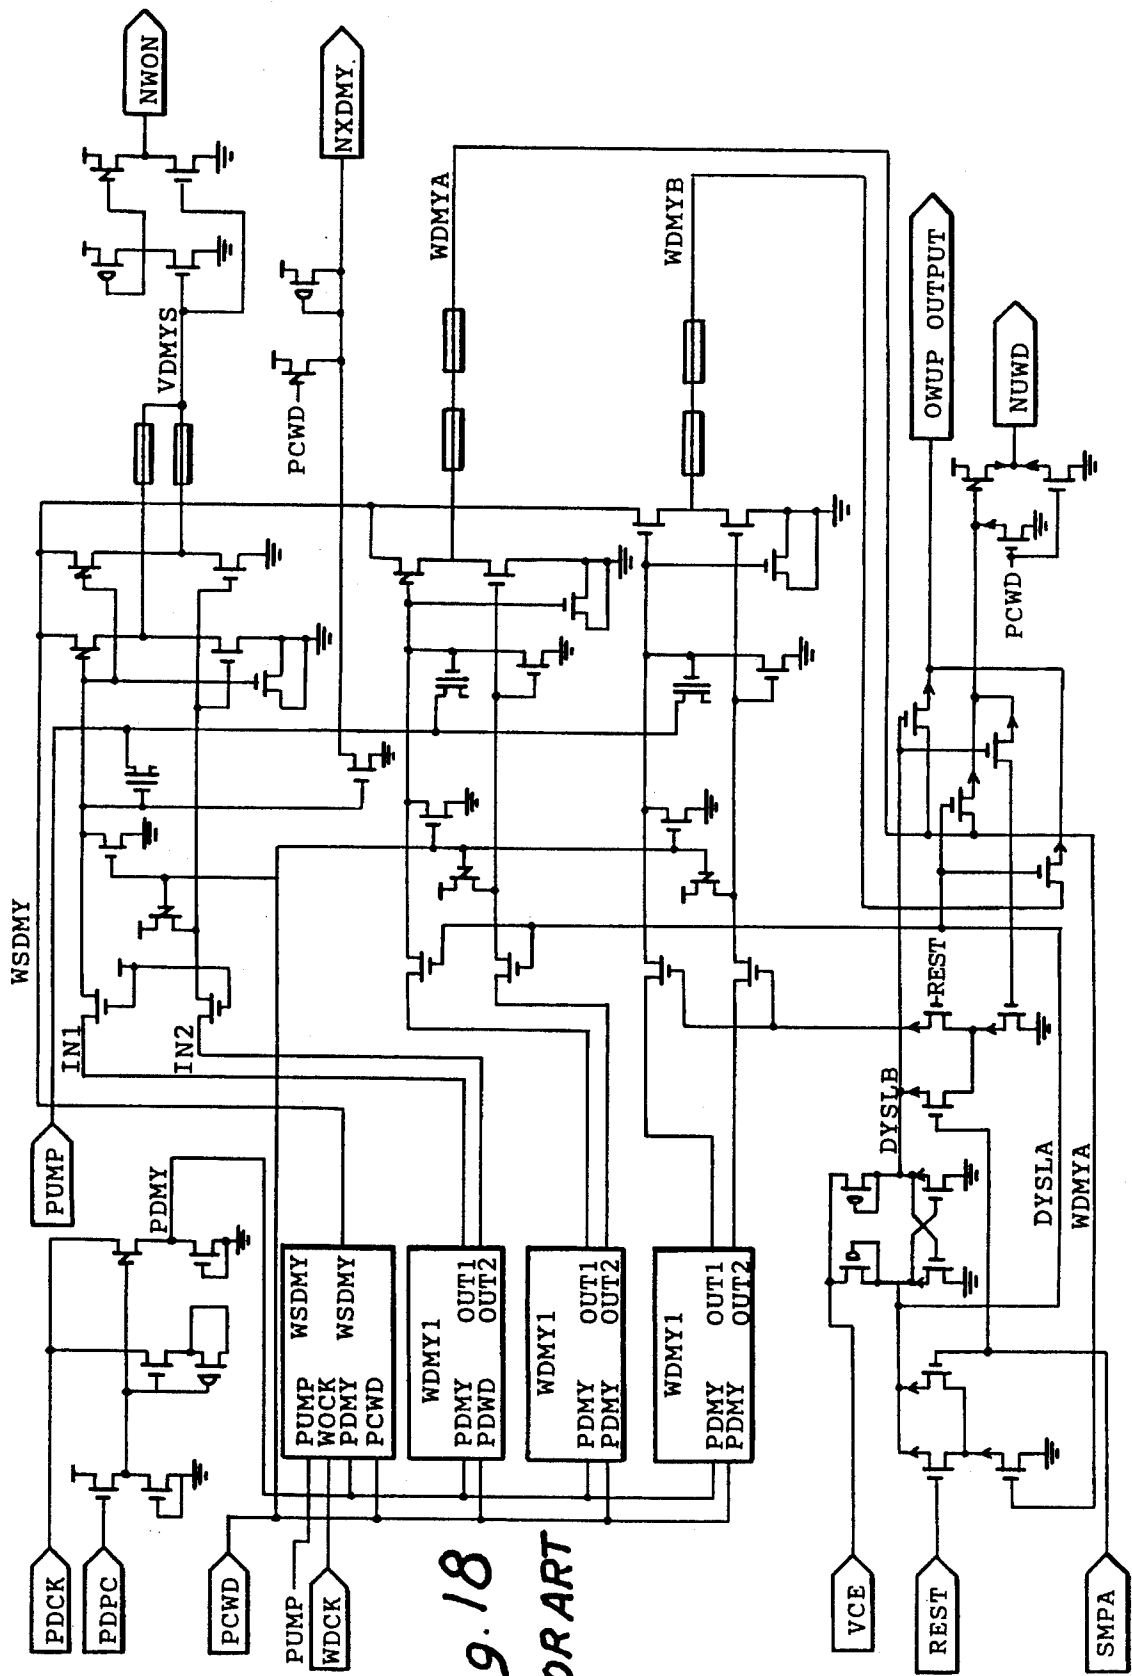 PDCK
PDPC
PCWD
PUMP
WDCK
PUMP
PDMY
WSDMY
IN1
IN2
VDMYS
NWON
NXDMY
PCWD
WDMYA
WDMYB
PUMP WSDMY
WOCK
PDMY WSDMY
PCWD
WDMY1
PDMY OUT1
PDWD OUT2
WDMY1
PDMY OUT1
PDMY OUT2
WDMY1
PDMY OUT1
PDMY OUT2
9. 18
OR ART
VCE
REST
SMPA
DYSLB
REST
DYSLA
WDMYA
OWUP OUTPUT
NUWD
PCWD